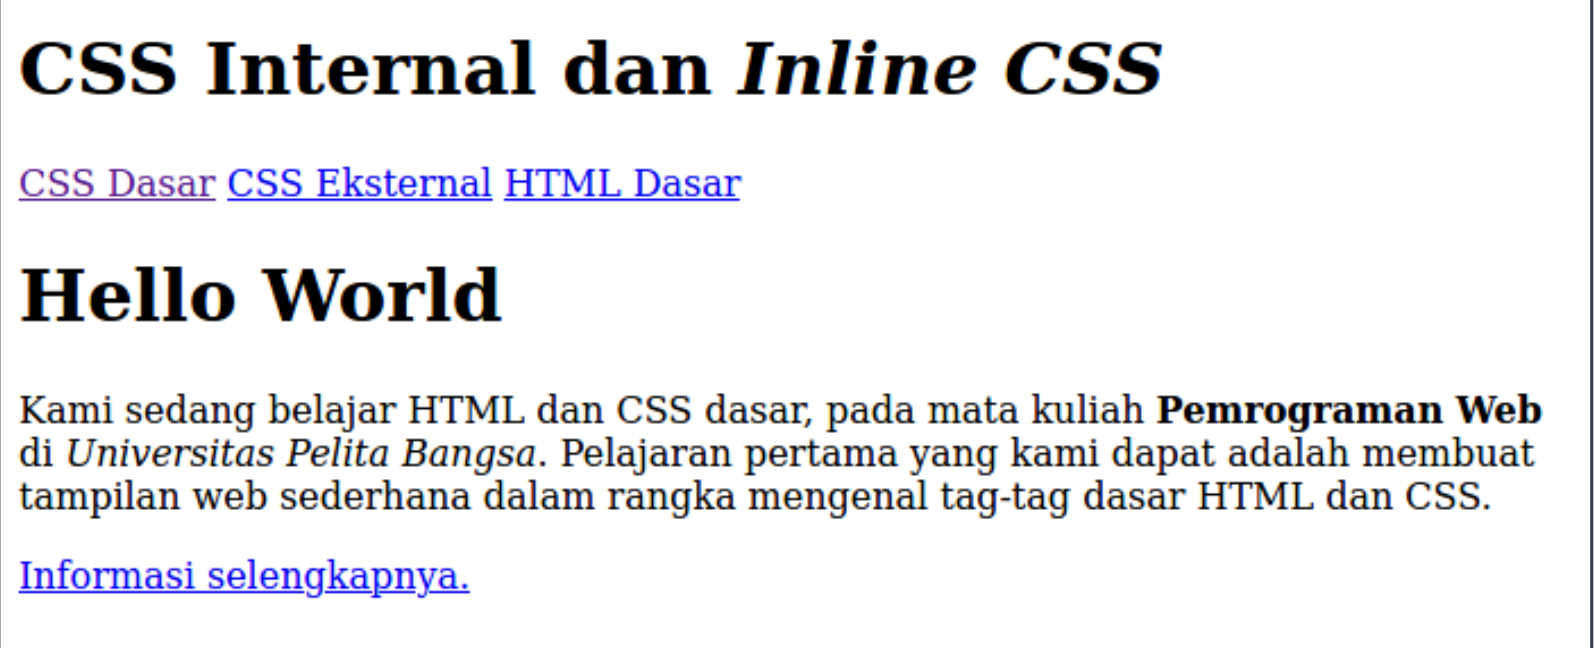 CSS Internal dan Inline CSS
CSS Dasar CSS Eksternal HTML Dasar
Hello World
Kami sedang belajar HTML dan CSS dasar, pada mata kuliah Pemrograman Web
di Universitas Pelita Bangsa. Pelajaran pertama yang kami dapat adalah membuat
tampilan web sederhana dalam rangka mengenal tag-tag dasar HTML dan CSS.
Informasi selengkapnya.